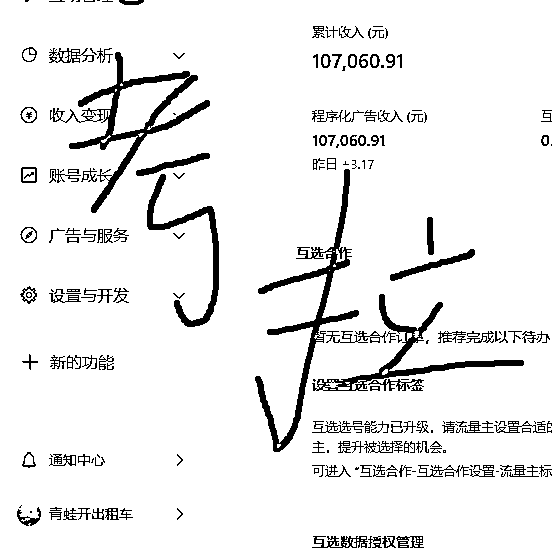 数据分析
收入变现
账号成长
广告与服务
设置与开发
新的功能
通知中心
青蛙开出租车
考拉
累计收入 (元)
107,060.91
程序化广告收入 (元)
107,060.91
昨日 +3.17
互
0.
互选合作
暂无互选合作订单，推荐完成以下待办
设置互选合作标签
互选选号能力已升级，请流量主设置合适的
主，提升被选择的机会。
可进入 “互选合作-互选合作设置-流量主标
互选数据授权管理